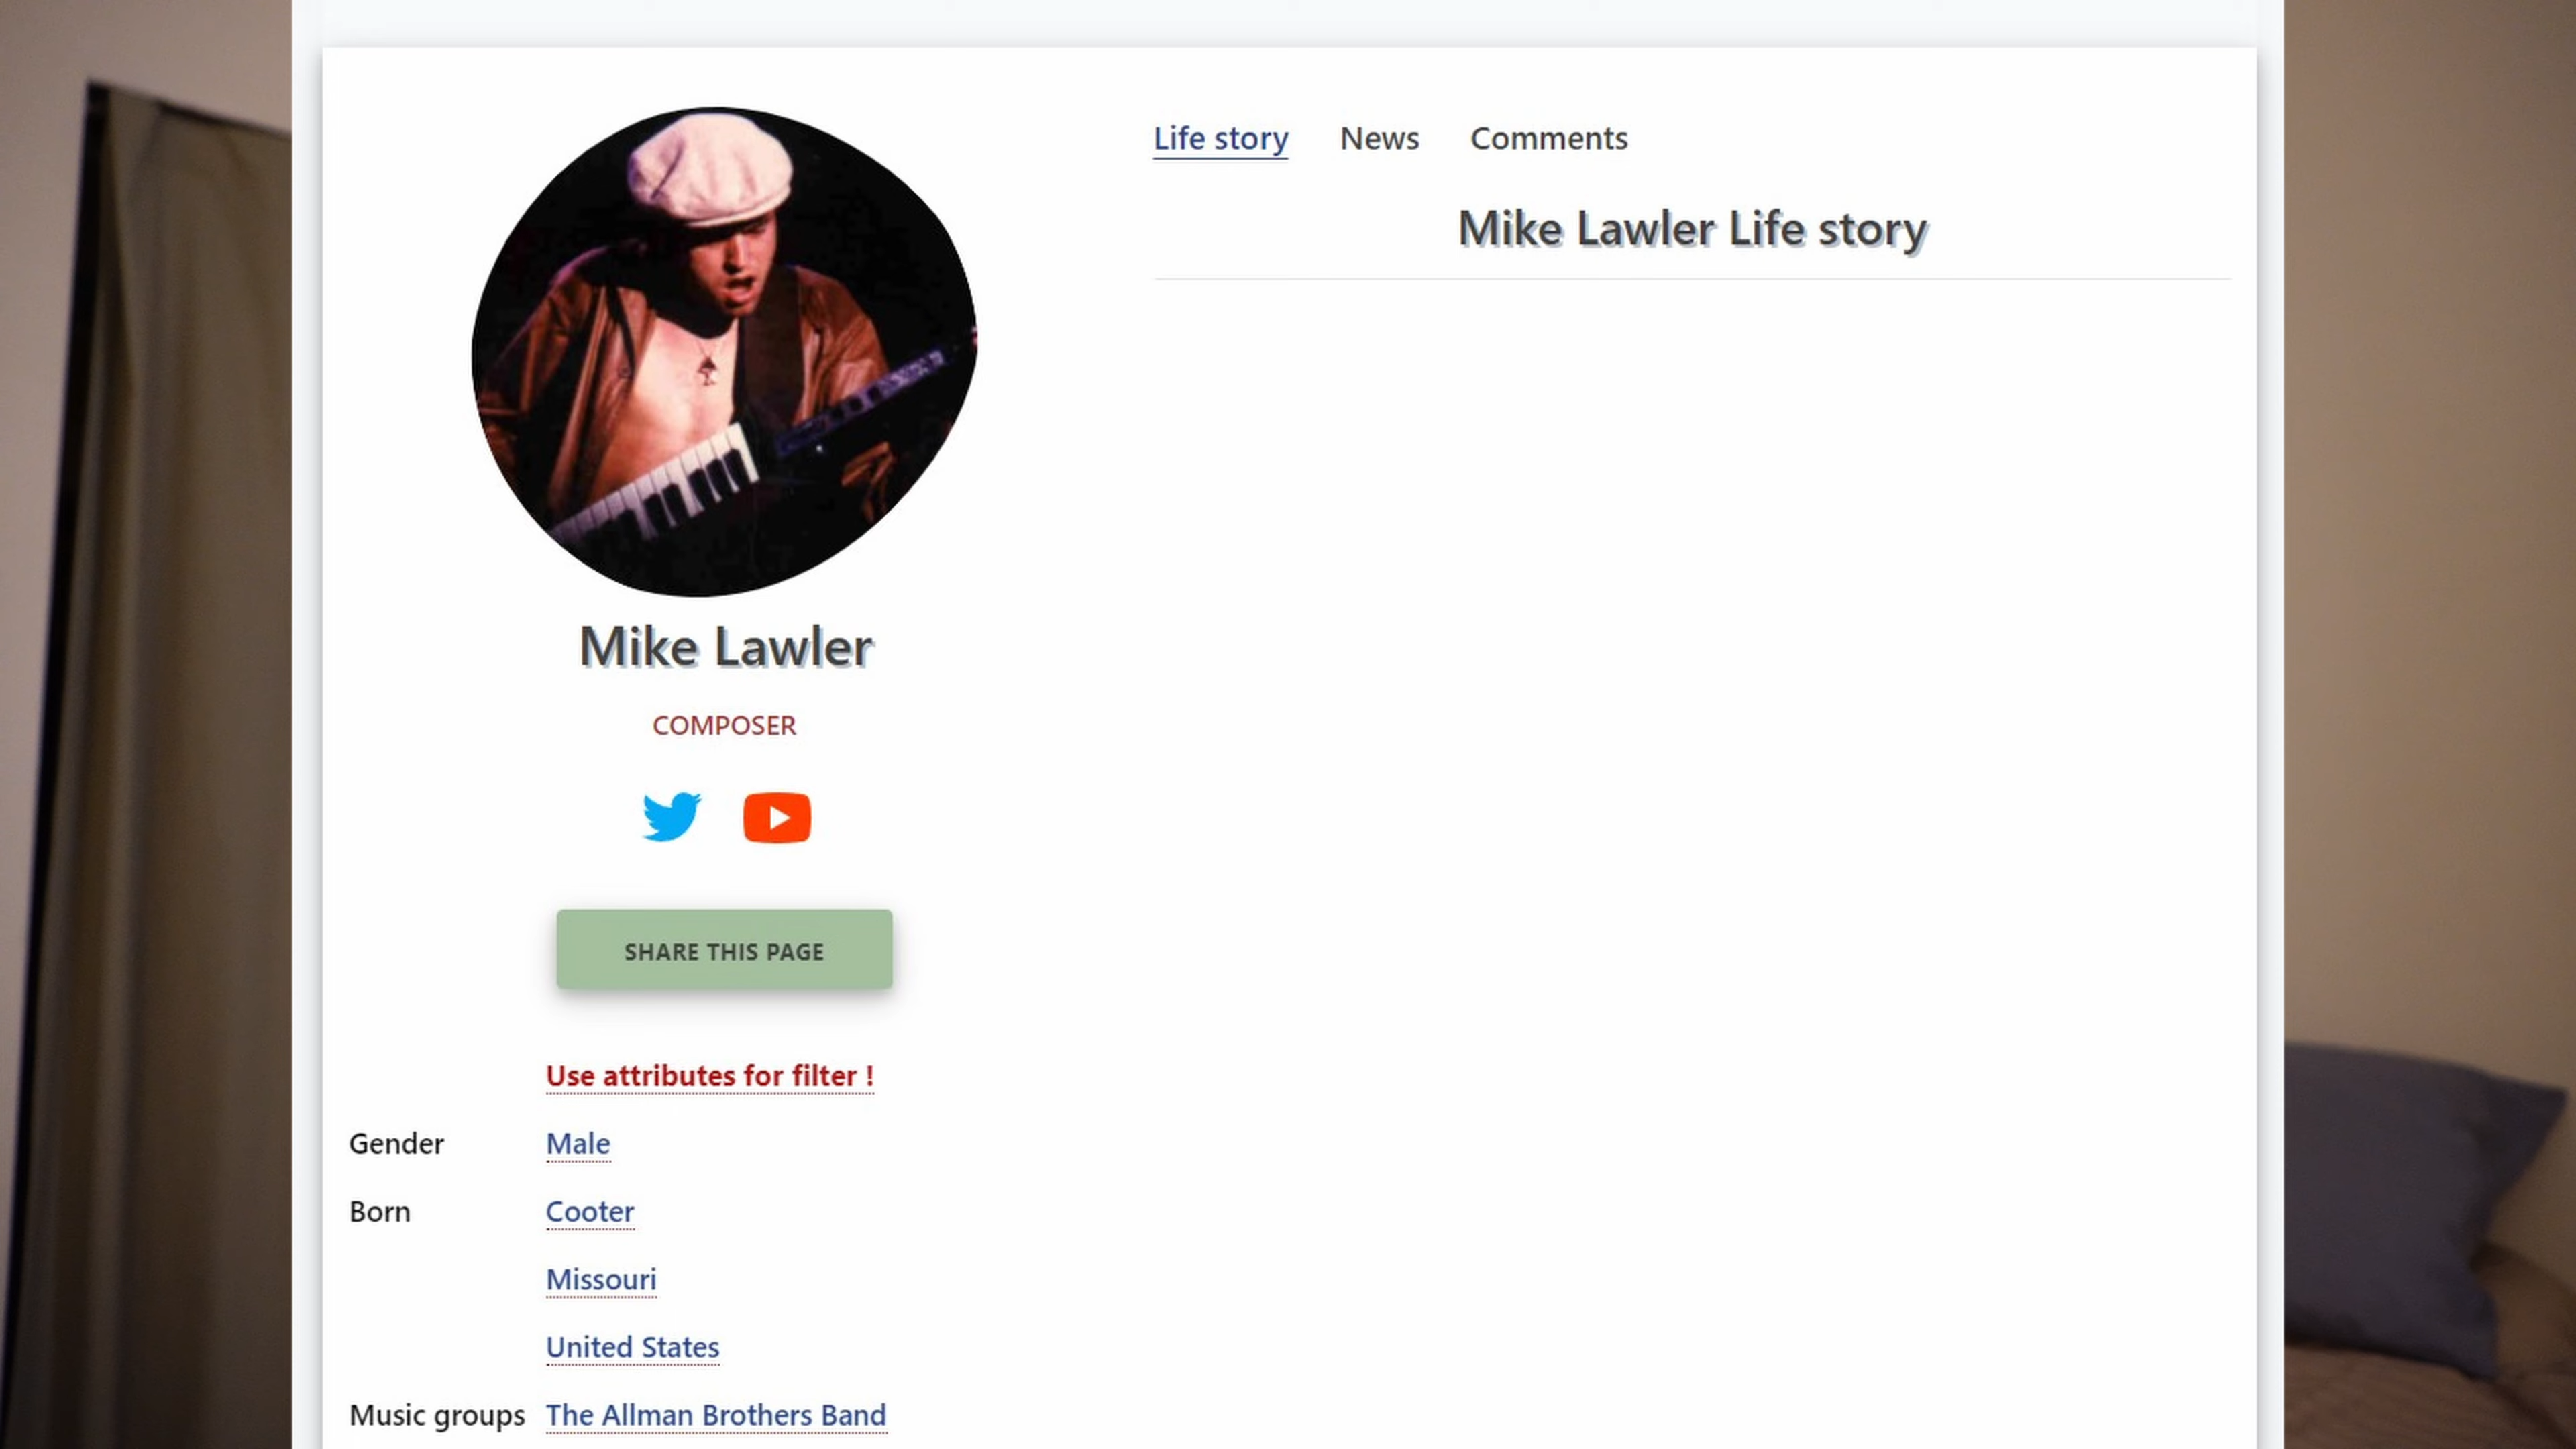 Life story News Comments
Mike Lawler Life story
Mike Lawler
COMPOSER
SHARE THIS PAGE
Use attributes for filter !
Gender Male
Born Cooter
Missouri
United States
Music groups The Allman Brothers Band